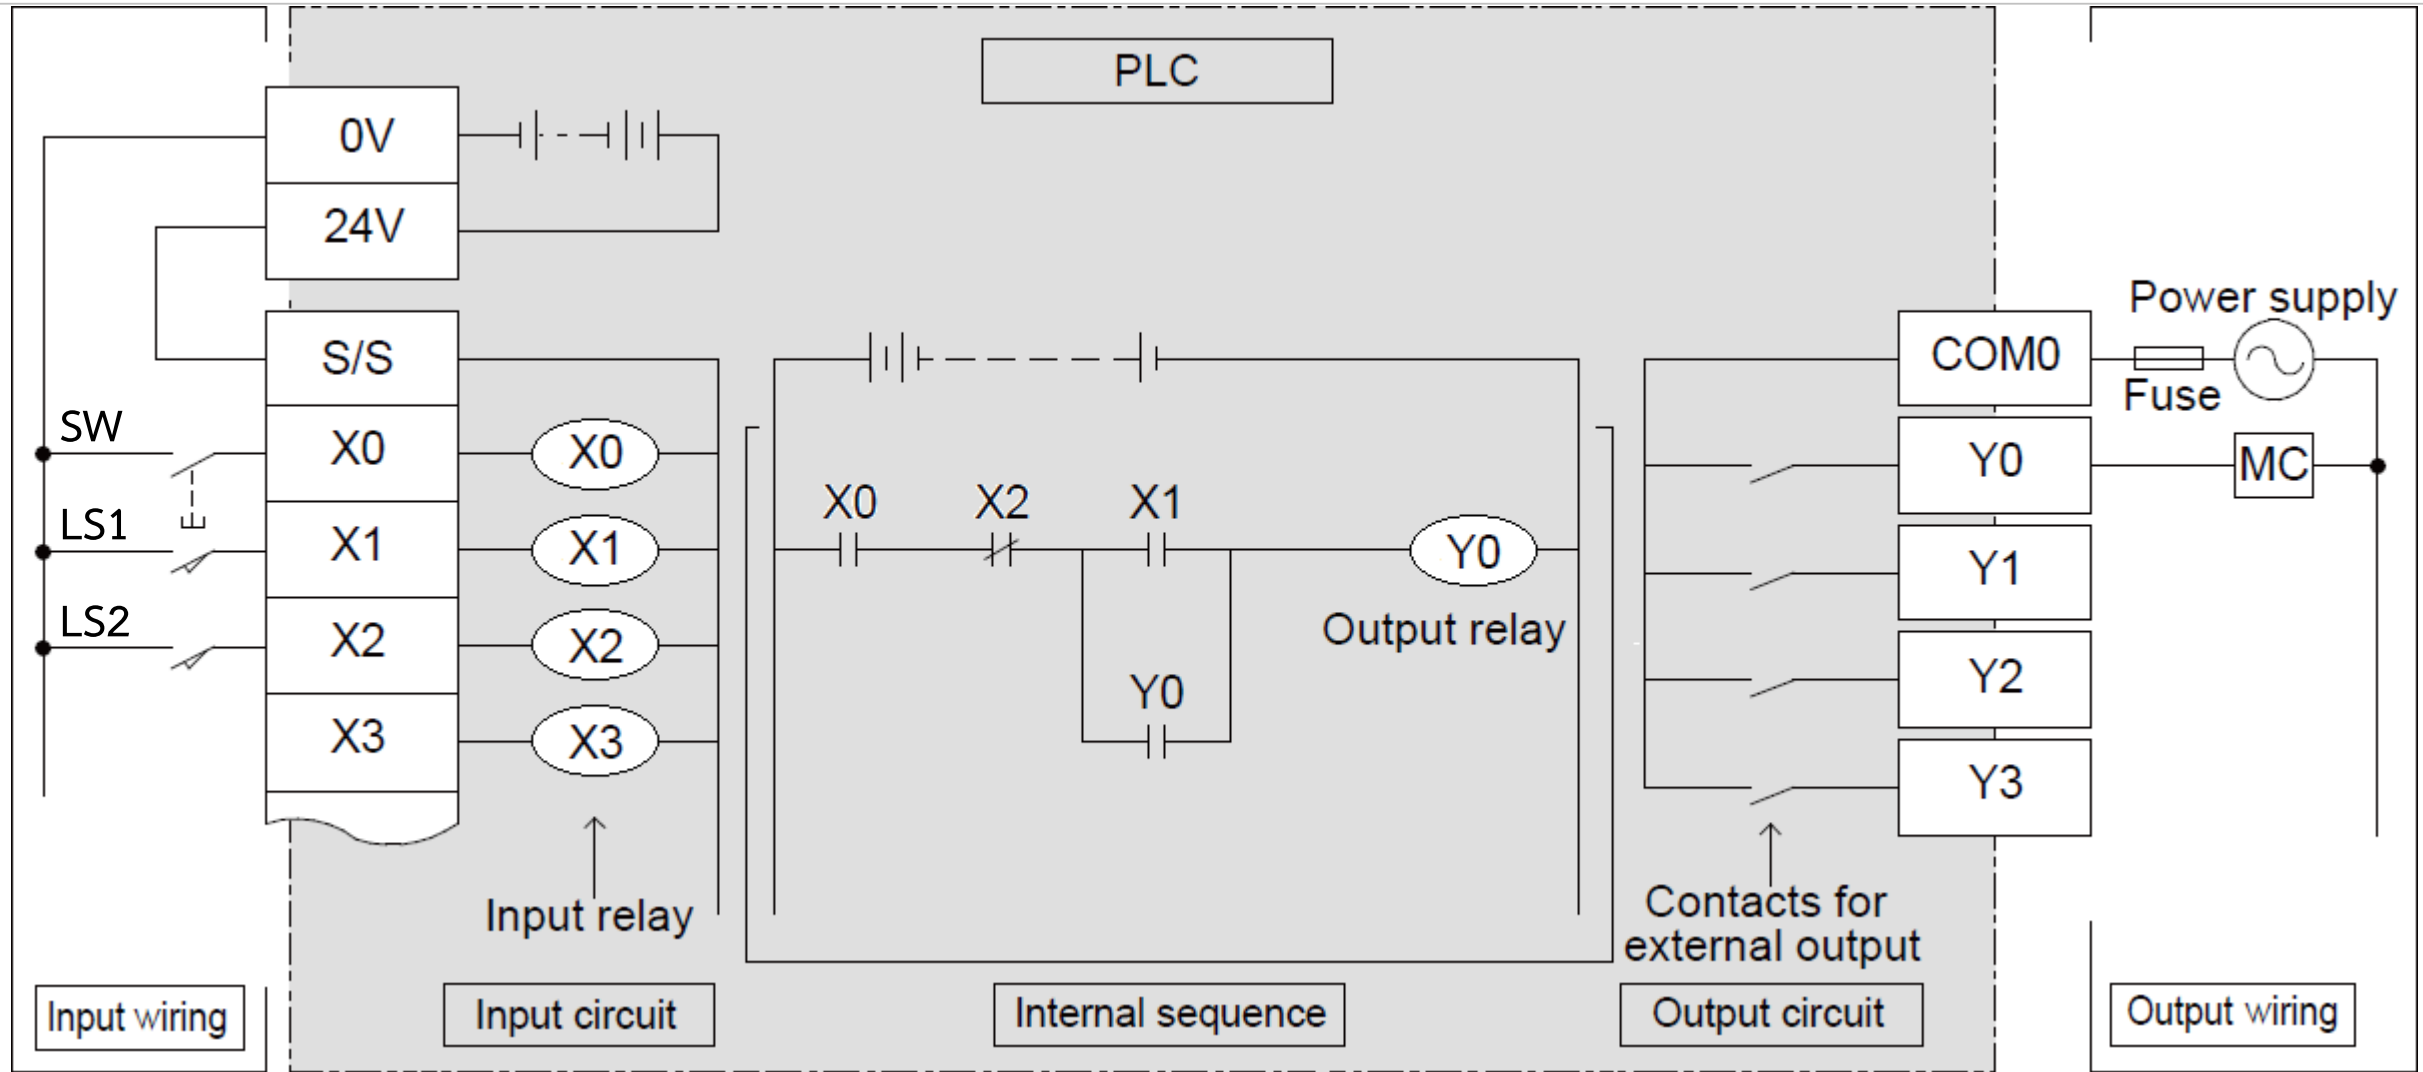 PLC
0V
24V
S/S
SW
X0
X0
LS1
X1
X1
LS2
X2
X2
X3
X3
Input relay
X0
X2
X1
Y0
Output relay
Y0
COM0
Y0
Y1
Y2
Y3
Contacts for
external output
Power supply
Fuse
MC
Input wiring
Input circuit
Internal sequence
Output circuit
Output wiring